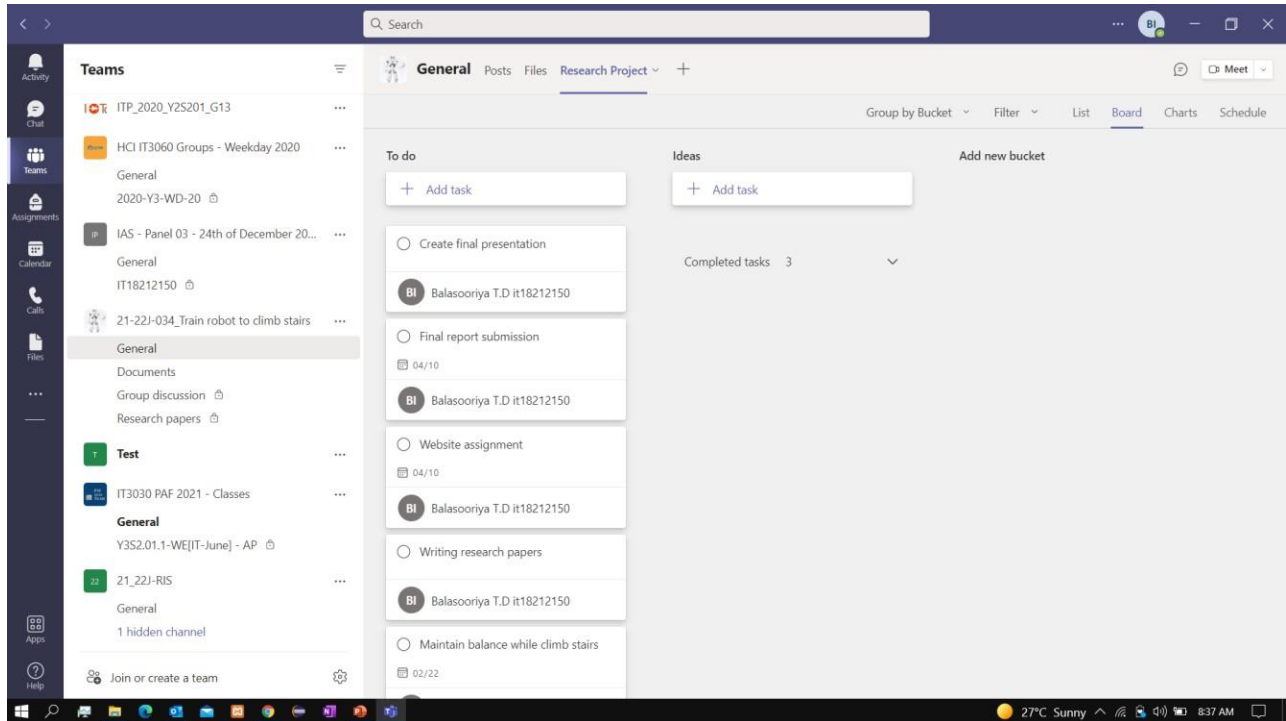 Search
BI
Activity
Chat
Teams
Assignments
Calendar
Calls
Files
Apps
Help
Teams
ITP_2020_Y2S201_G13
HCI IT3060 Groups - Weekday 2020
General
2020-Y3-WD-20
IP
IAS - Panel 03 - 24th of December 20...
General
IT18212150
21-22J-034_Train robot to climb stairs
General
Documents
Group discussion
Research papers
T
Test
IT3030 PAF 2021 - Classes
General
Y3S2.01.1-WE[IT-June] - AP
22
21_22J-RIS
General
1 hidden channel
Join or create a team
General Posts Files Research Project
Meet
Group by Bucket Filter List Board Charts Schedule
To do
Add task
Create final presentation
BI Balasooriya T.D it18212150
Final report submission
04/10
BI Balasooriya T.D it18212150
Website assignment
04/10
BI Balasooriya T.D it18212150
Writing research papers
BI Balasooriya T.D it18212150
Maintain balance while climb stairs
02/22
Ideas
Add task
Completed tasks 3
Add new bucket
27°C Sunny 8:37 AM